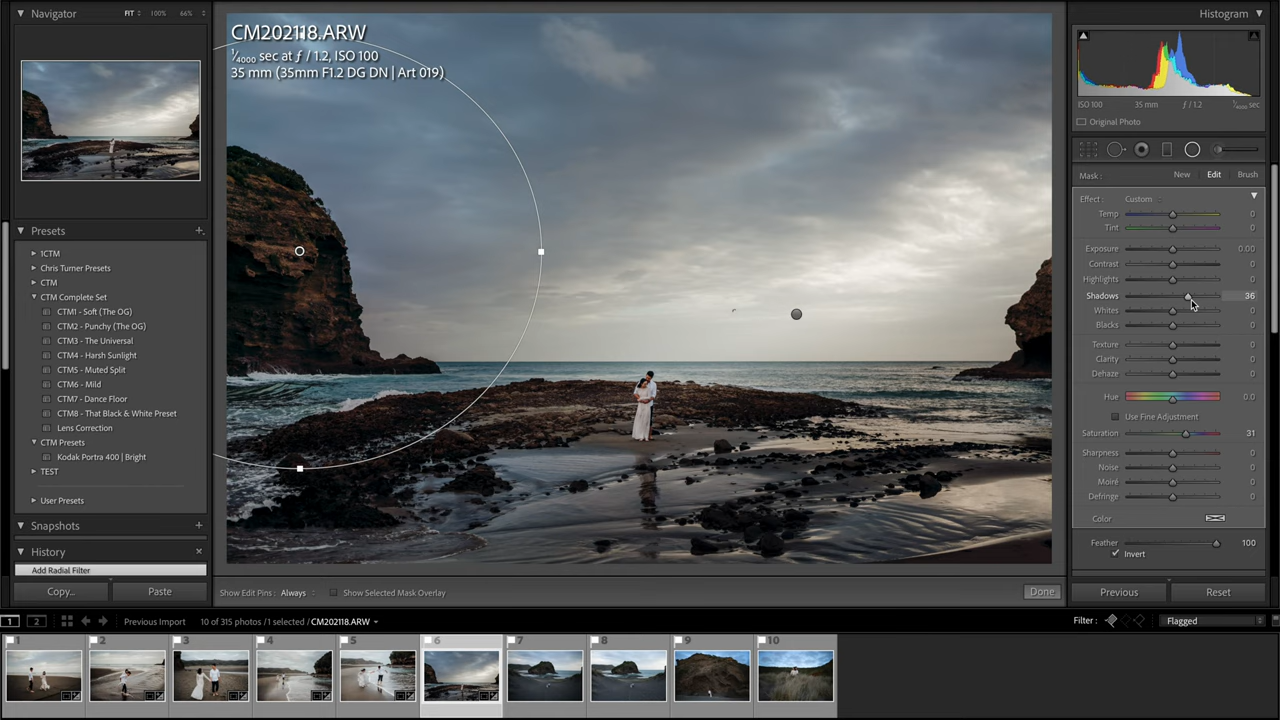 Navigator
FIT
100%
66%
Presets
1CTM
Chris Turner Presets
CTM
CTM Complete Set
CTM1 - Soft (The OG)
CTM2 - Punchy (The OG)
CTM3 - The Universal
CTM4 - Harsh Sunlight
CTM5 - Muted Split
CTM6 - Mild
CTM7 - Dance Floor
CTM8 - That Black & White Preset
Lens Correction
CTM Presets
Kodak Portra 400 | Bright
TEST
User Presets
Snapshots
History
Add Radial Filter
Copy...
Paste
CM202118.ARW
1/4000 sec at ƒ / 1.2, ISO 100
35 mm (35mm F1.2 DG DN | Art 019)
Show Edit Pins: Always
Show Selected Mask Overlay
Done
Histogram
ISO 100
35 mm
ƒ / 1.2
1/4000 sec
Original Photo
Mask :
New
Edit
Brush
Effect :
Custom
Temp 0
Tint 0
Exposure 0.00
Contrast 0
Highlights 0
Shadows 36
Whites 0
Blacks 0
Texture 0
Clarity 0
Dehaze 0
Hue 0.0
Use Fine Adjustment
Saturation 31
Sharpness 0
Noise 0
Moiré 0
Defringe 0
Color
Feather 100
Invert
Previous
Reset
1
2
Previous Import
10 of 315 photos /1 selected / CM202118.ARW
Filter :
Flagged
1
2
3
4
5
6
7
8
9
10